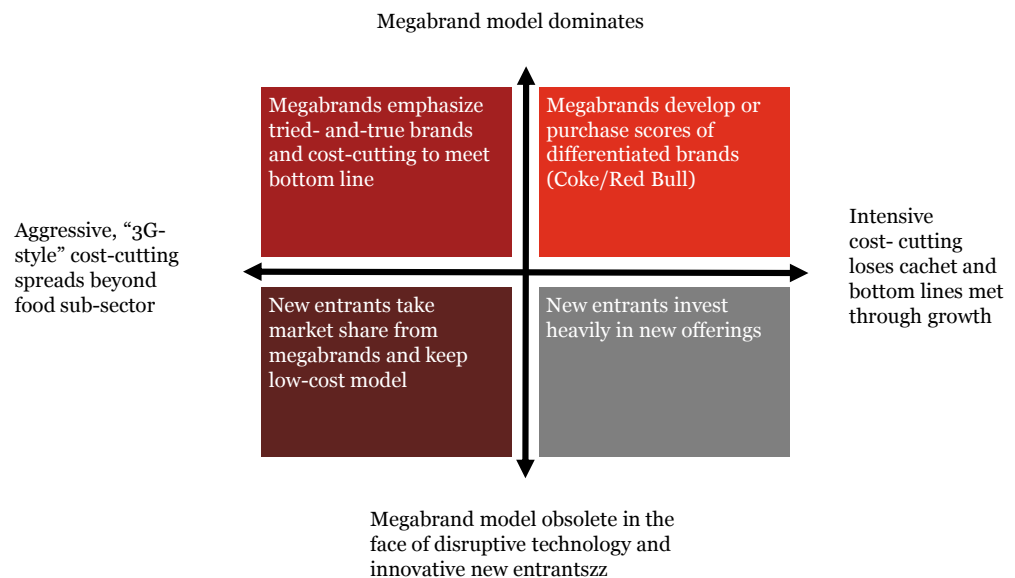 Megabrand model dominates
Megabrands emphasize
tried- and-true brands
and cost-cutting to meet
bottom line
Megabrands develop or
purchase scores of
differentiated brands
(Coke/Red Bull)
Aggressive, “3G-
style” cost-cutting
spreads beyond
food sub-sector
Intensive
cost- cutting
loses cachet and
bottom lines met
through growth
New entrants take
market share from
megabrands and keep
low-cost model
New entrants invest
heavily in new offerings
Megabrand model obsolete in the
face of disruptive technology and
innovative new entrantszz